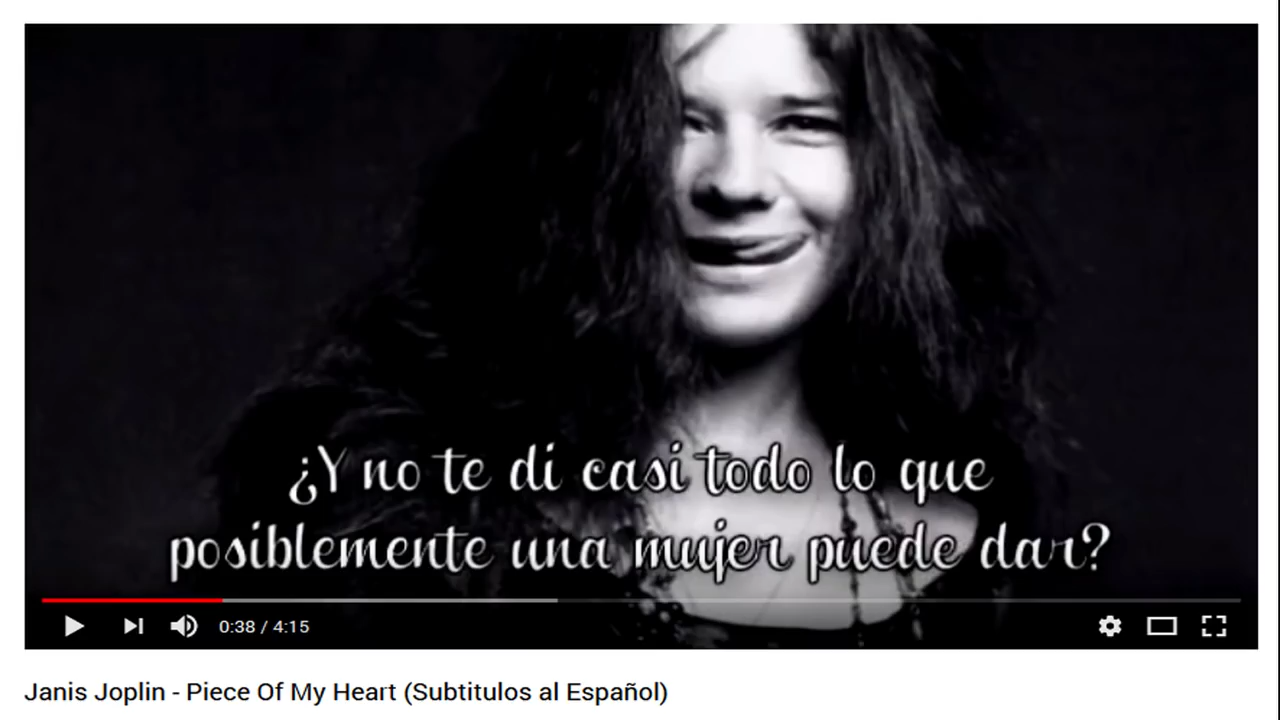 ¿Y no te di casi todo lo que
posiblemente una mujer puede dar?
0:38 / 4:15
Janis Joplin - Piece Of My Heart (Subtitulos al Español)